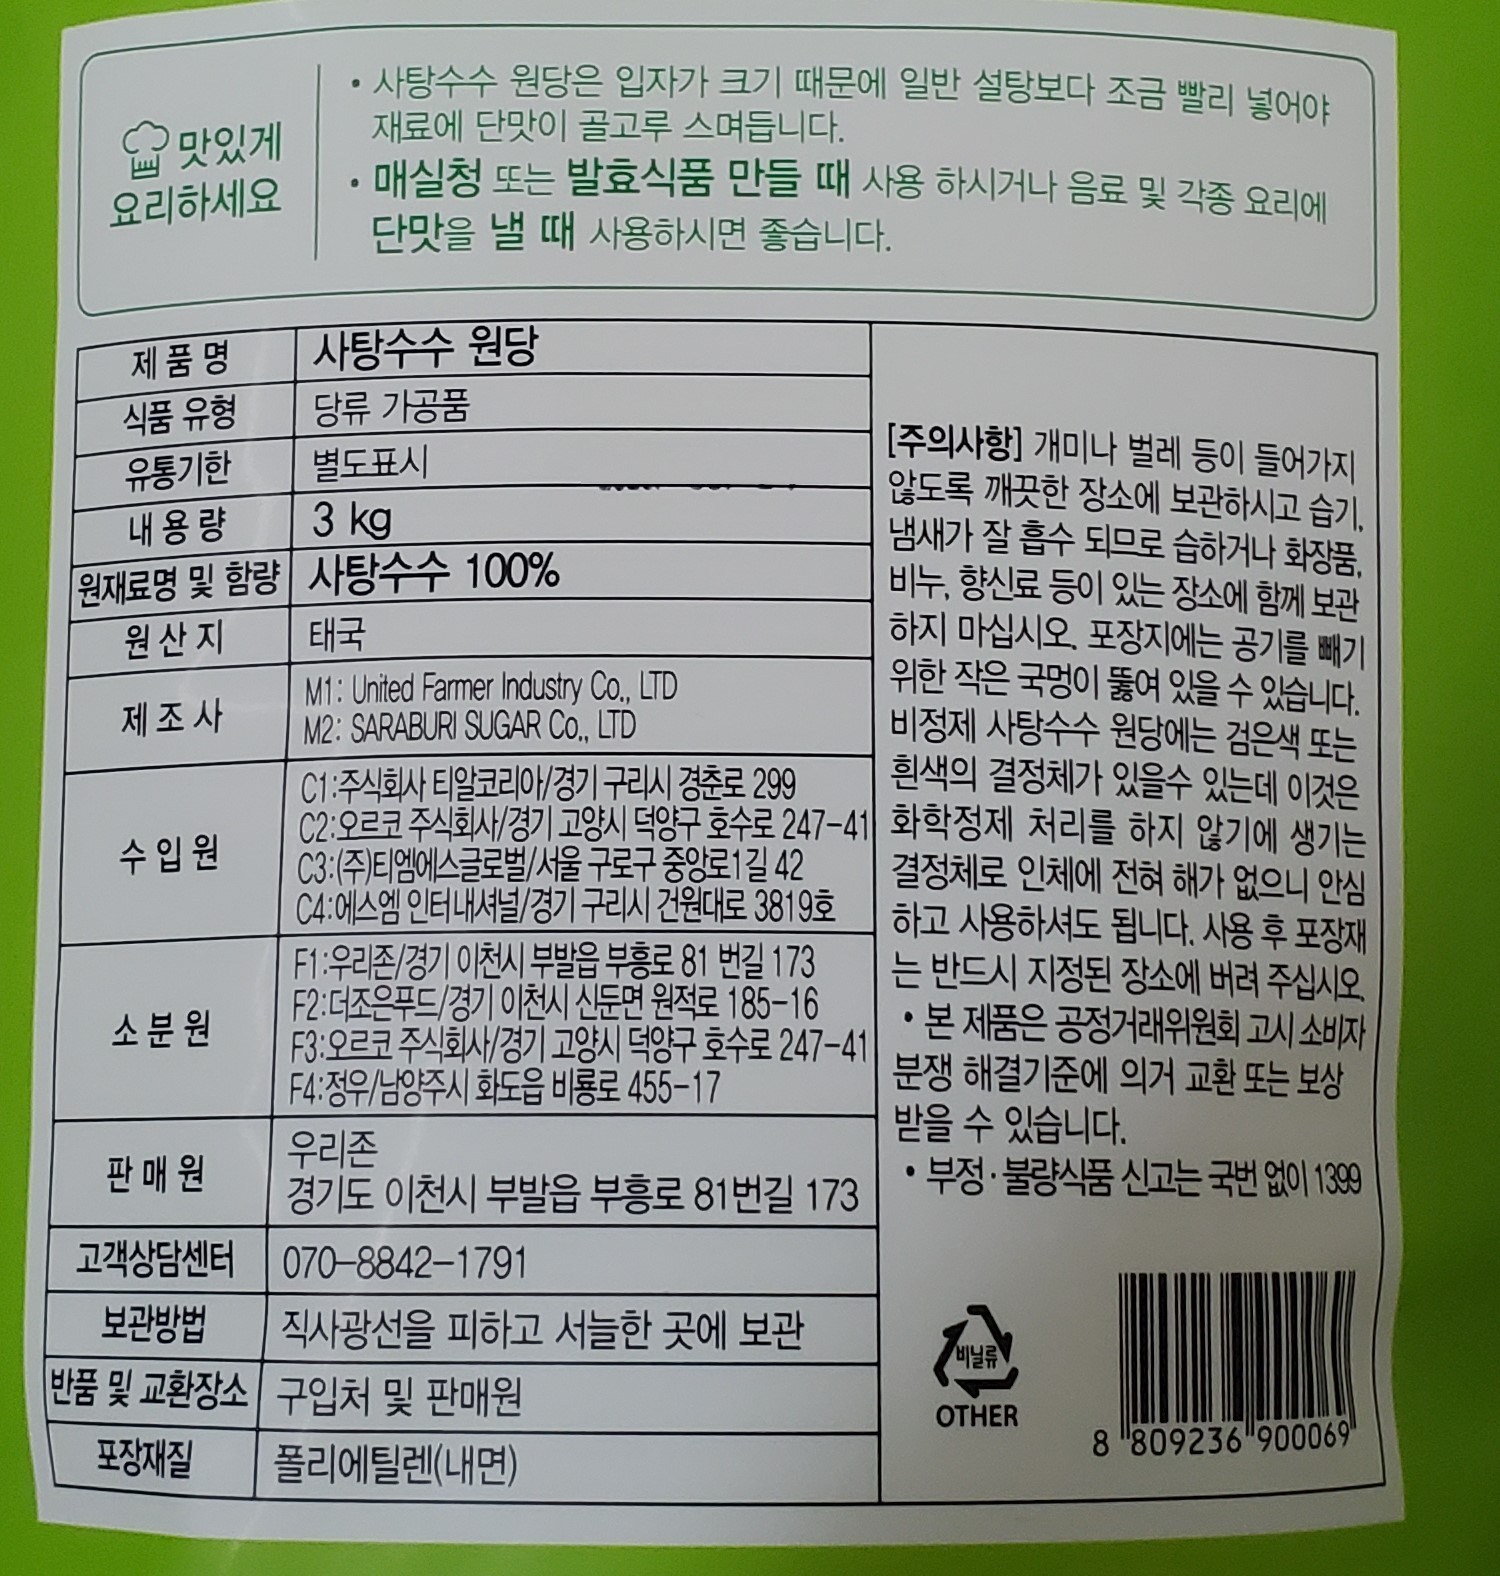 맛있게
요리하세요
• 사탕수수 원당은 입자가 크기 때문에 일반 설탕보다 조금 빨리 넣어야
재료에 단맛이 골고루 스며듭니다.
• 매실청 또는 발효식품 만들 때 사용 하시거나 음료 및 각종 요리에
단맛을 낼 때 사용하시면 좋습니다.
제 품 명 사탕수수 원당
식품 유형 당류 가공품
유통기한 별도표시
내 용 량 3 kg
원재료명 및 함량 사탕수수 100%
원 산 지 태국
제 조 사
M1: United Farmer Industry Co., LTD
M2: SARABURI SUGAR Co., LTD
수 입 원
C1:주식회사 티알코리아/경기 구리시 경춘로 299
C2:오르코 주식회사/경기 고양시 덕양구 호수로 247-41
C3:(주)티엠에스글로벌/서울 구로구 중앙로1길 42
C4:에스엠 인터내셔널/경기 구리시 건원대로 3819호
소 분 원
F1:우리존/경기 이천시 부발읍 부흥로 81 번길 173
F2:더조은푸드/경기 이천시 신둔면 원적로 185-16
F3:오르코 주식회사/경기 고양시 덕양구 호수로 247-41
F4:정우/남양주시 화도읍 비룡로 455-17
판 매 원
우리존
경기도 이천시 부발읍 부흥로 81번길 173
고객상담센터 070-8842-1791
보관방법 직사광선을 피하고 서늘한 곳에 보관
반품 및 교환장소 구입처 및 판매원
포장재질 폴리에틸렌(내면)
[주의사항] 개미나 벌레 등이 들어가지
않도록 깨끗한 장소에 보관하시고 습기,
냄새가 잘 흡수 되므로 습하거나 화장품,
비누, 향신료 등이 있는 장소에 함께 보관
하지 마십시오. 포장지에는 공기를 빼기
위한 작은 국멍이 뚫여 있을 수 있습니다.
비정제 사탕수수 원당에는 검은색 또는
흰색의 결정체가 있을수 있는데 이것은
화학정제 처리를 하지 않기에 생기는
결정체로 인체에 전혀 해가 없으니 안심
하고 사용하셔도 됩니다. 사용 후 포장재
는 반드시 지정된 장소에 버려 주십시오.
• 본 제품은 공정거래위원회 고시 소비자
분쟁 해결기준에 의거 교환 또는 보상
받을 수 있습니다.
• 부정·불량식품 신고는 국번 없이 1399
비닐류
OTHER
8 809236 900069